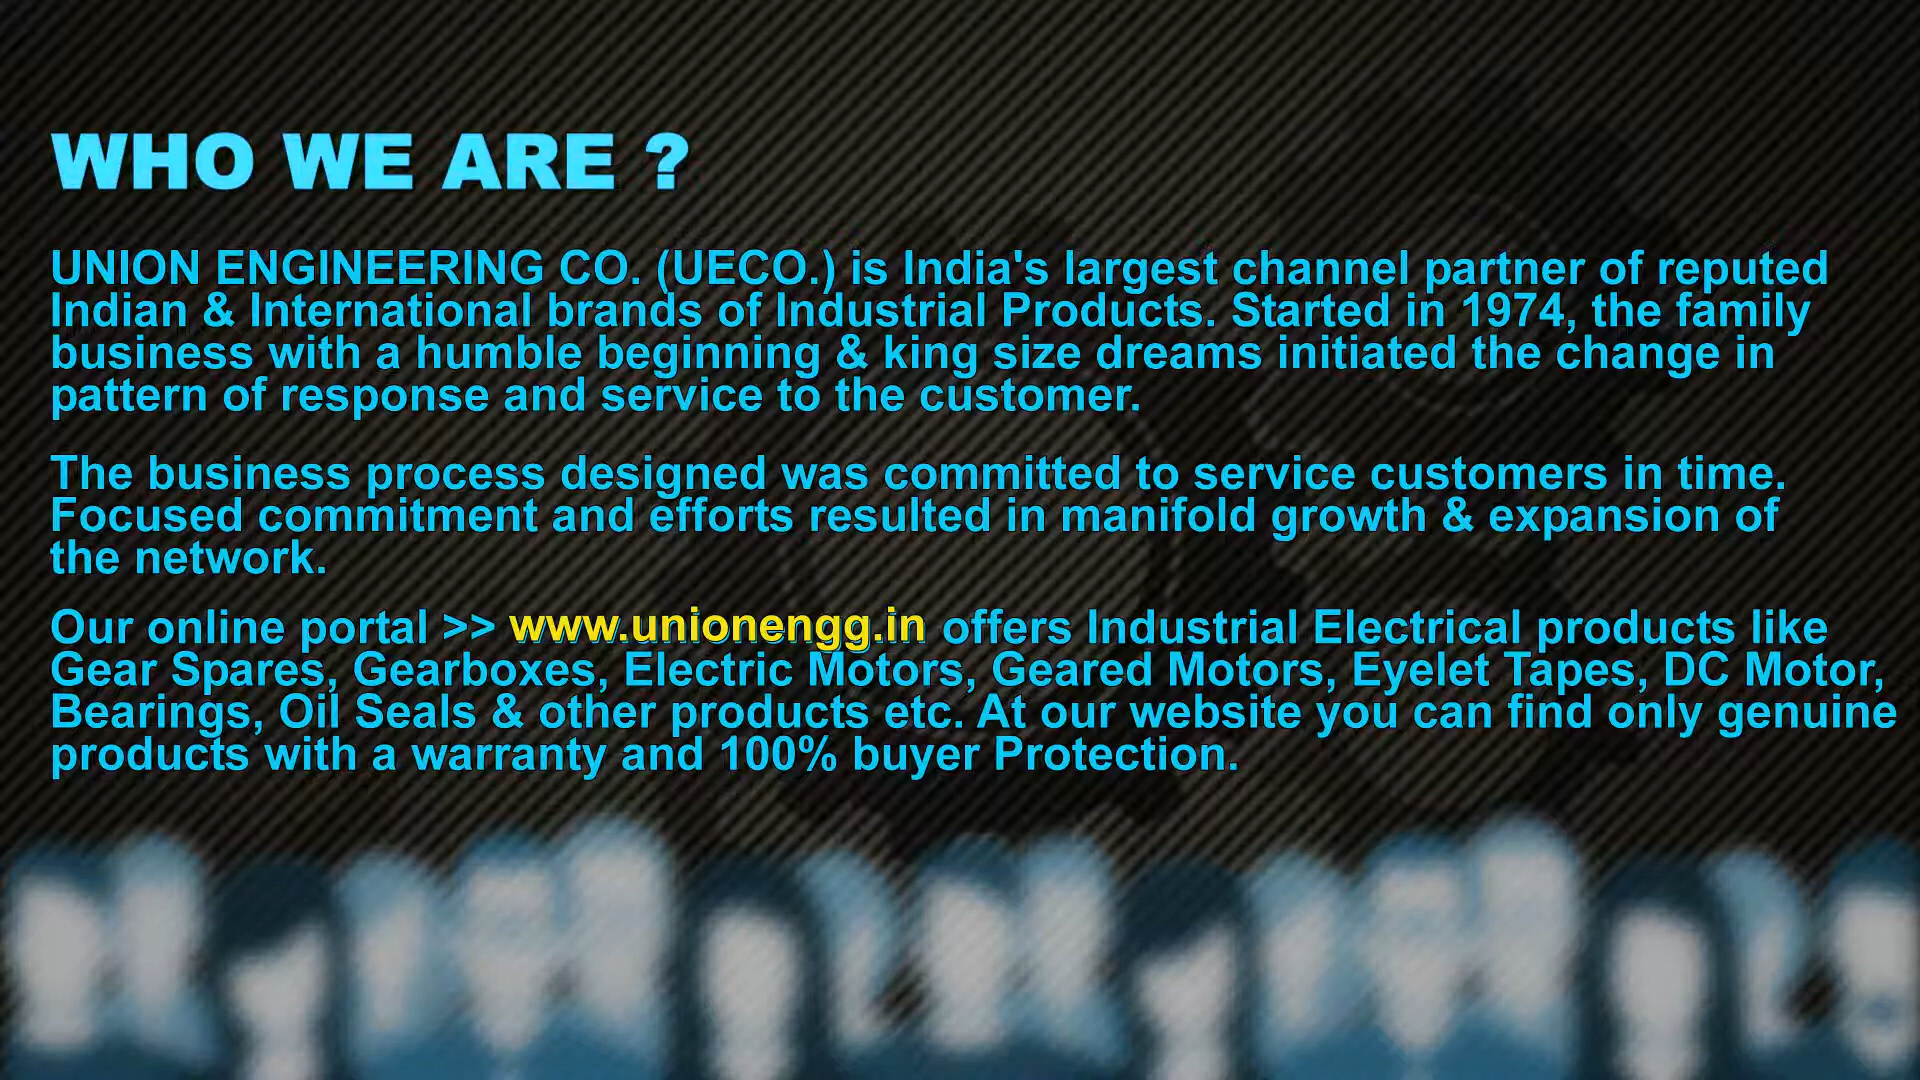 WHO WE ARE ?
UNION ENGINEERING CO. (UECO.) is India's largest channel partner of reputed
Indian & International brands of Industrial Products. Started in 1974, the family
business with a humble beginning & king size dreams initiated the change in
pattern of response and service to the customer.
The business process designed was committed to service customers in time.
Focused commitment and efforts resulted in manifold growth & expansion of
the network.
Our online portal >> www.unionengg.in offers Industrial Electrical products like
Gear Spares, Gearboxes, Electric Motors, Geared Motors, Eyelet Tapes, DC Motor,
Bearings, Oil Seals & other products etc. At our website you can find only genuine
products with a warranty and 100% buyer Protection.